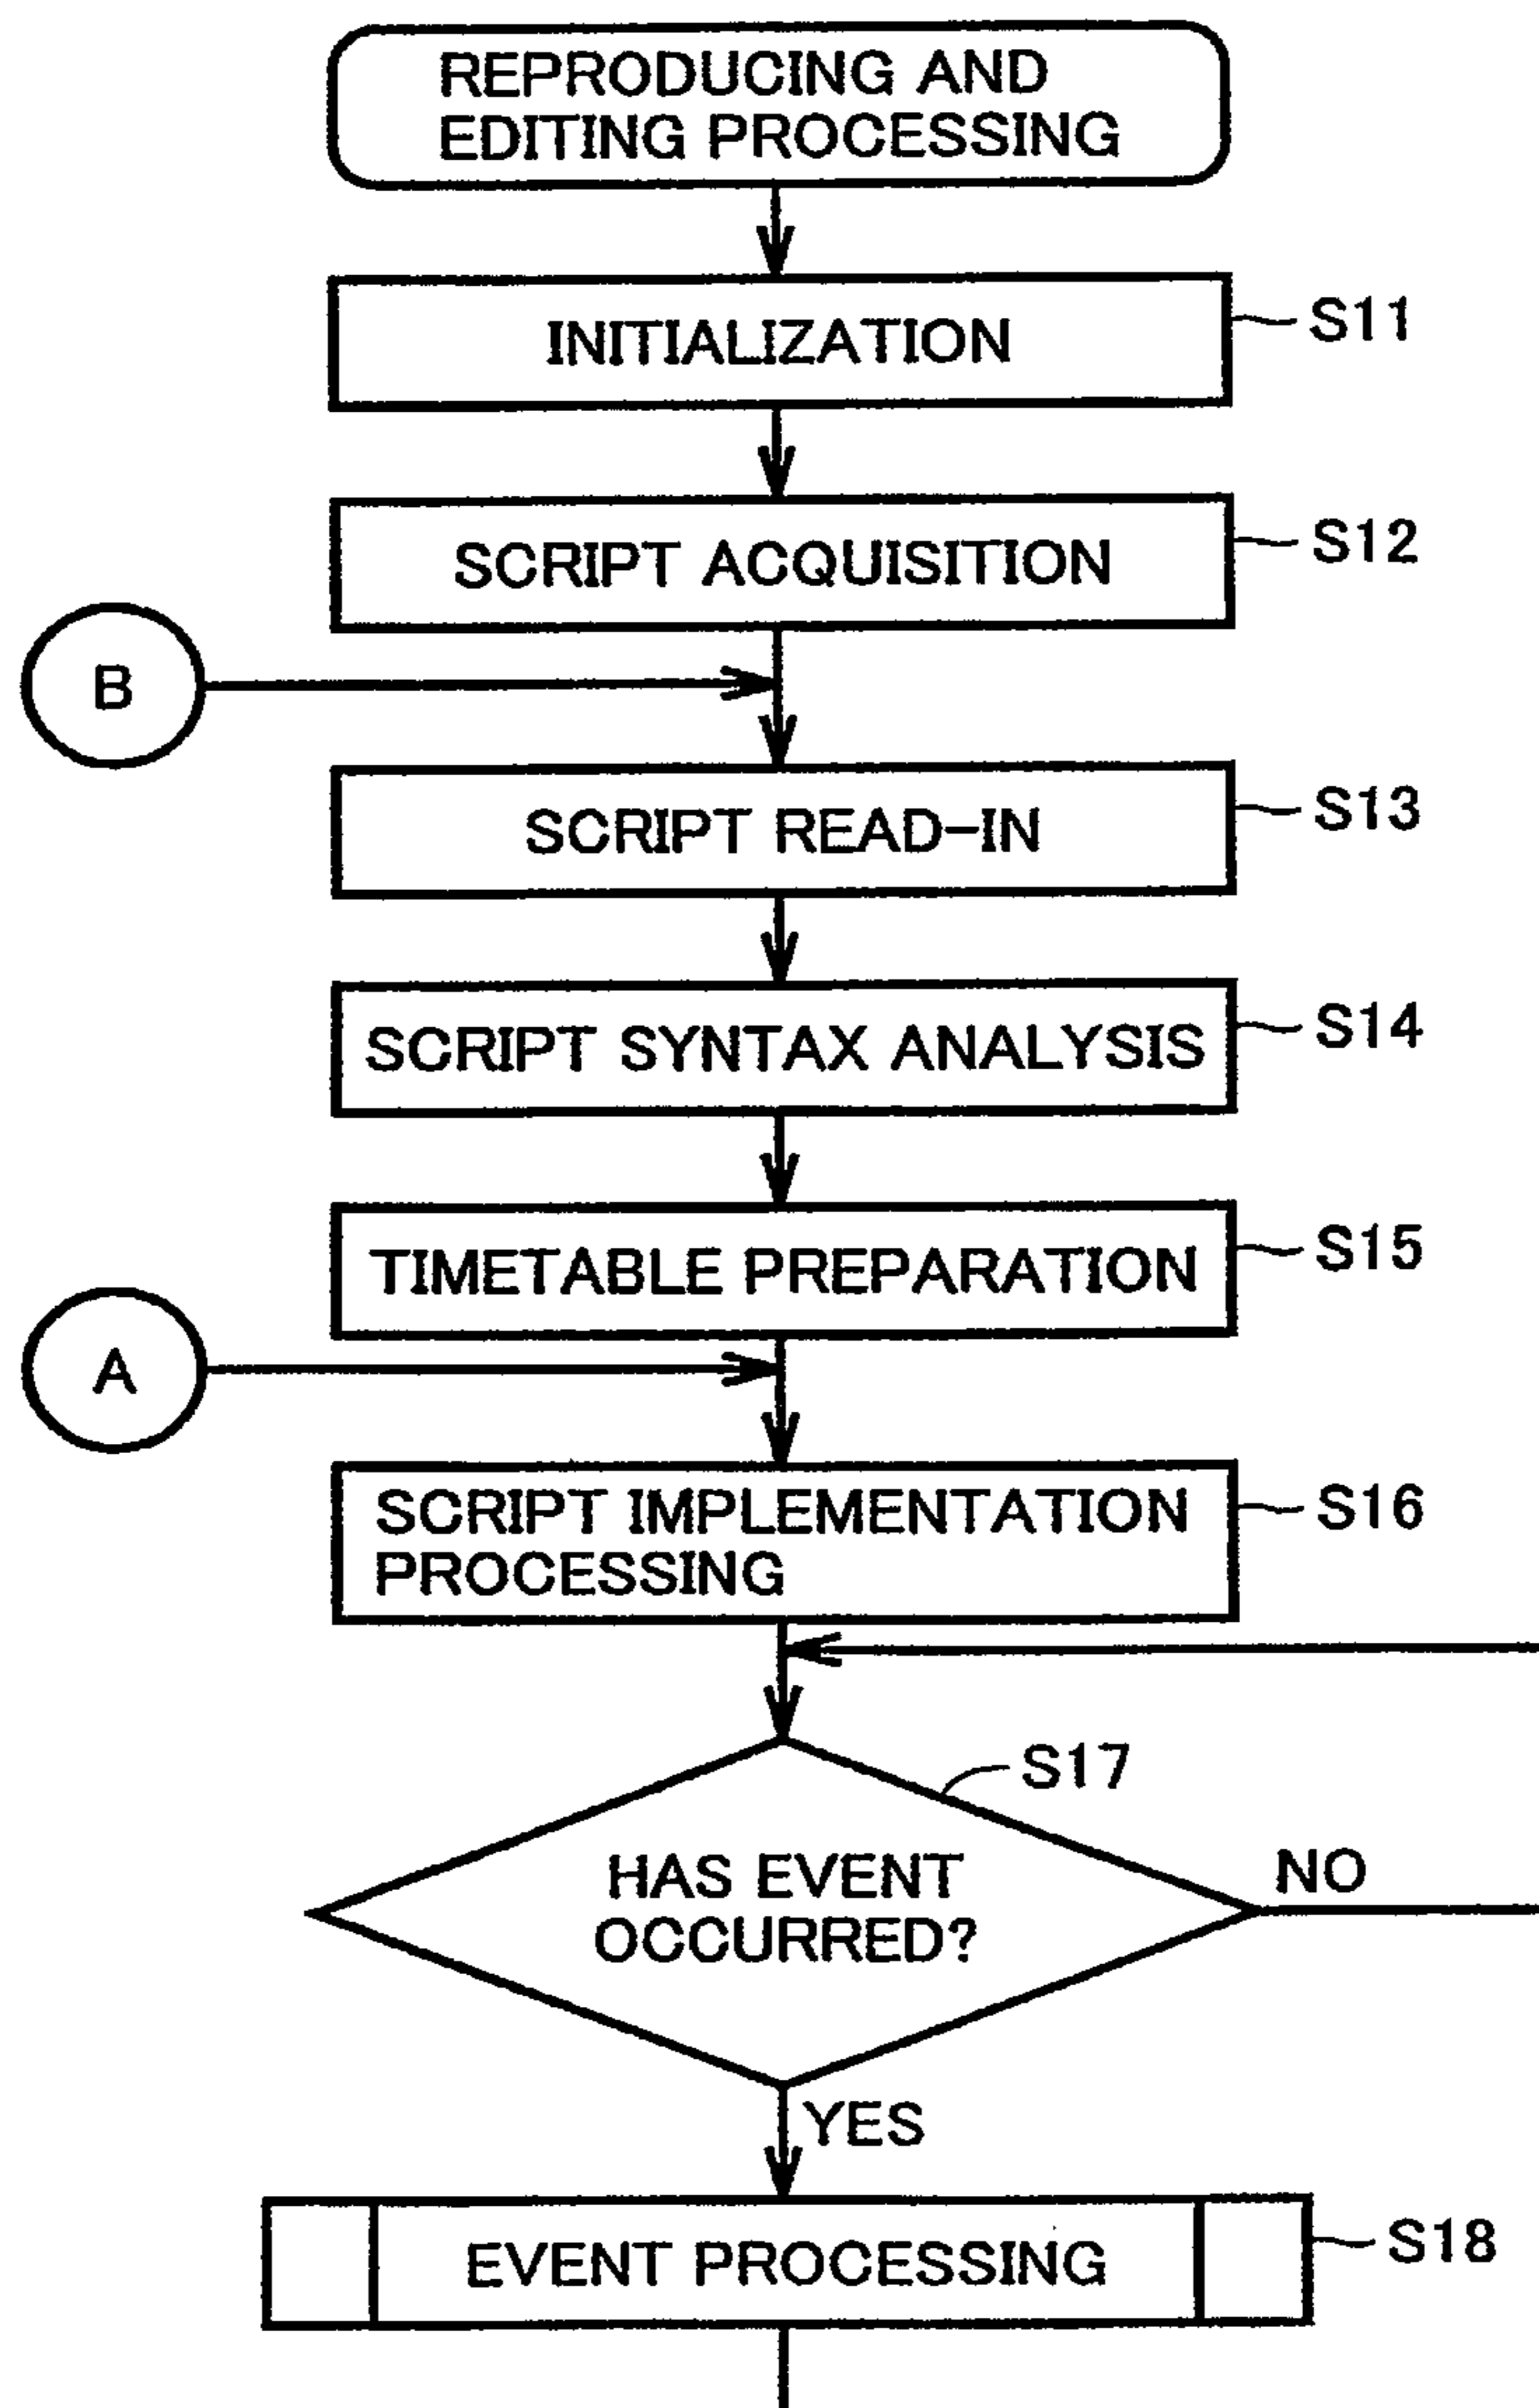 REPRODUCING AND
EDITING PROCESSING
INITIALIZATION
S11
SCRIPT ACQUISITION
S12
B
SCRIPT READ-IN
S13
SCRIPT SYNTAX ANALYSIS
S14
TIMETABLE PREPARATION
S15
A
SCRIPT IMPLEMENTATION
PROCESSING
S16
S17
HAS EVENT
OCCURRED?
NO
YES
EVENT PROCESSING
S18